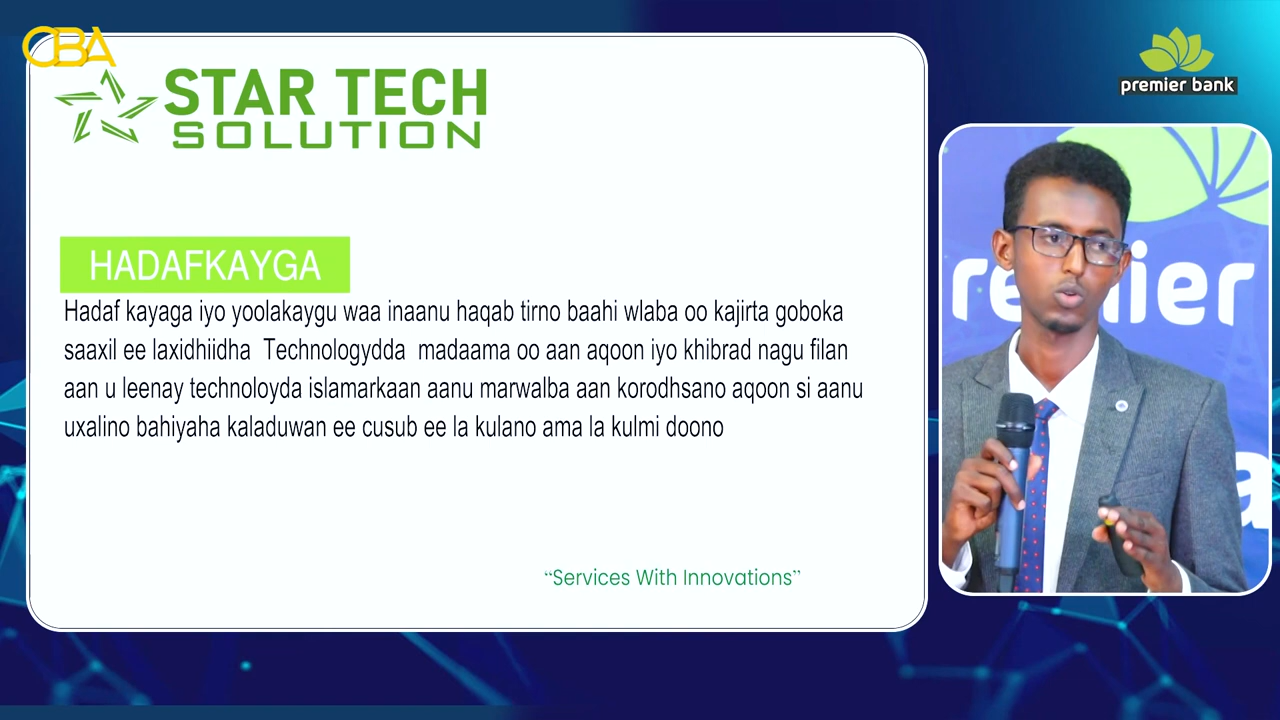 CBA
STAR TECH
SOLUTION
premier bank
HADAFKAYGA
Hadaf kayaga iyo yoolakaygu waa inaanu haqab tirno baahi wlaba oo kajirta goboka
saaxil ee laxidhiidha Technologydda madaama oo aan aqoon iyo khibrad nagu filan
aan u leenay technoloyda islamarkaan aanu marwalba aan korodhsano aqoon si aanu
uxalino bahiyaha kaladuwan ee cusub ee la kulano ama la kulmi doono
“Services With Innovations”
remier
a